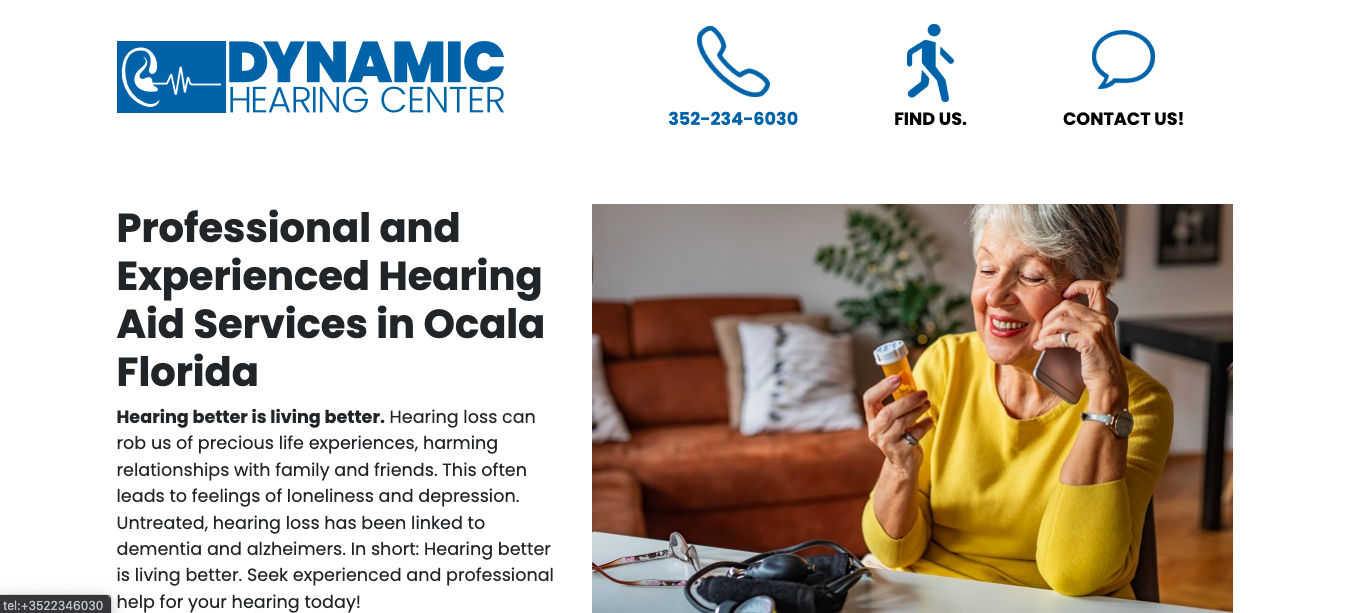 DYNAMIC
HEARING CENTER
352-234-6030
FIND US.
CONTACT US!
Professional and
Experienced Hearing
Aid Services in Ocala
Florida
Hearing better is living better. Hearing loss can
rob us of precious life experiences, harming
relationships with family and friends. This often
leads to feelings of loneliness and depression.
Untreated, hearing loss has been linked to
dementia and alzheimers. In short: Hearing better
is living better. Seek experienced and professional
help for your hearing today!
tel:+3522346030